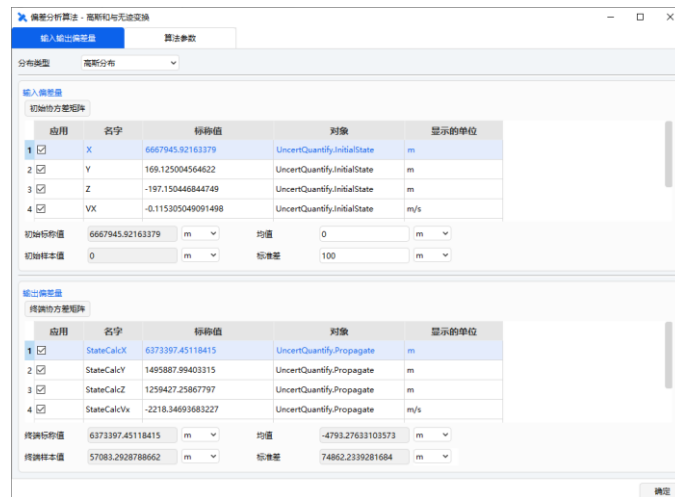 偏差分析算法 - 高斯和与无迹变换
输入输出偏差量 算法参数
分布类型 高斯分布
输入偏差量
初始协方差矩阵
应用 名字 标称值 对象 显示的单位
1 X 6667945.92163379 UncertQuantify.InitialState m
2 Y 169.125004564622 UncertQuantify.InitialState m
3 Z -197.150446844749 UncertQuantify.InitialState m
4 VX -0.115305049091498 UncertQuantify.InitialState m/s
初始标称值 6667945.92163379 m 均值 0 m
初始样本值 0 m 标准差 100 m
输出偏差量
终端协方差矩阵
应用 名字 标称值 对象 显示的单位
1 StateCalcX 6373397.45118415 UncertQuantify.Propagate m
2 StateCalcY 1495887.99403315 UncertQuantify.Propagate m
3 StateCalcZ 1259427.25867797 UncertQuantify.Propagate m
4 StateCalcVx -2218.34693683227 UncertQuantify.Propagate m/s
终端标称值 6373397.45118415 m 均值 -4793.27633103573 m
终端样本值 57083.2928788662 m 标准差 74862.2339281684 m
确定